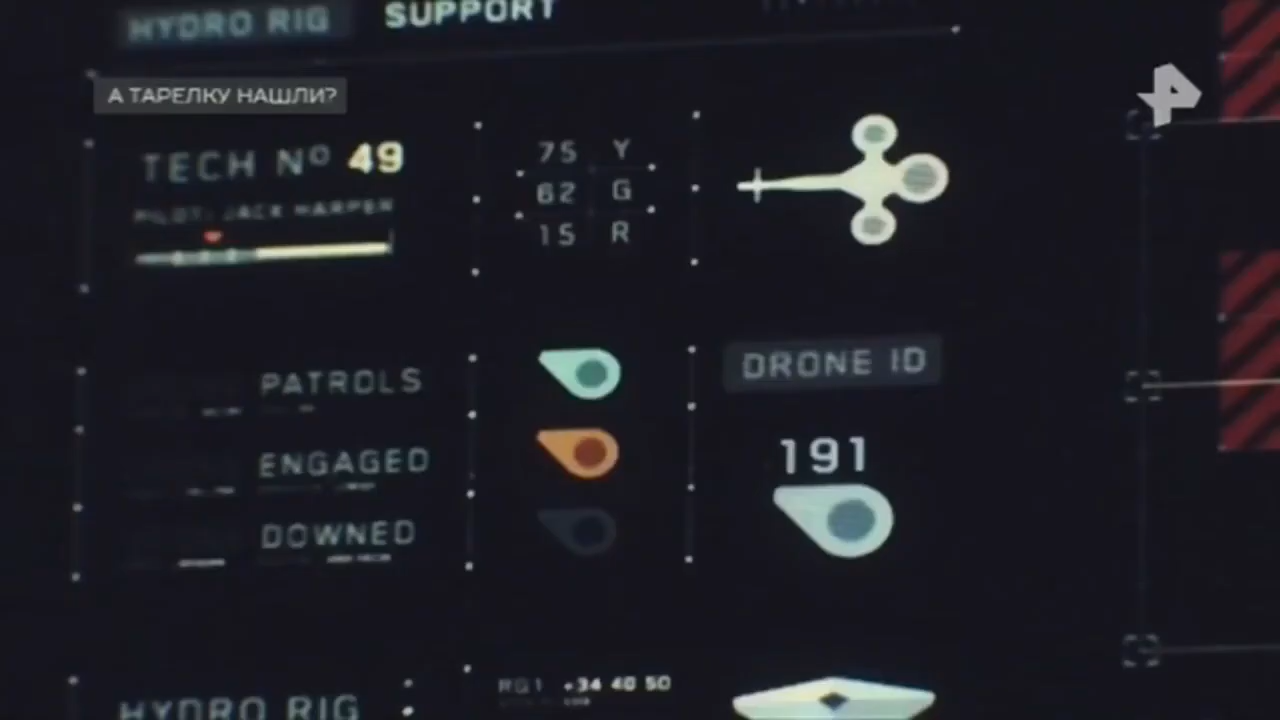 HYDRO RIG
SUPPORT
А ТАРЕЛКУ НАШЛИ?
TECH Nº 49
PILOT: JACK HARPER
75 Y
62 G
15 R
PATROLS
ENGAGED
DOWNED
DRONE ID
191
HYDRO RIG
RG1 +34 40 50